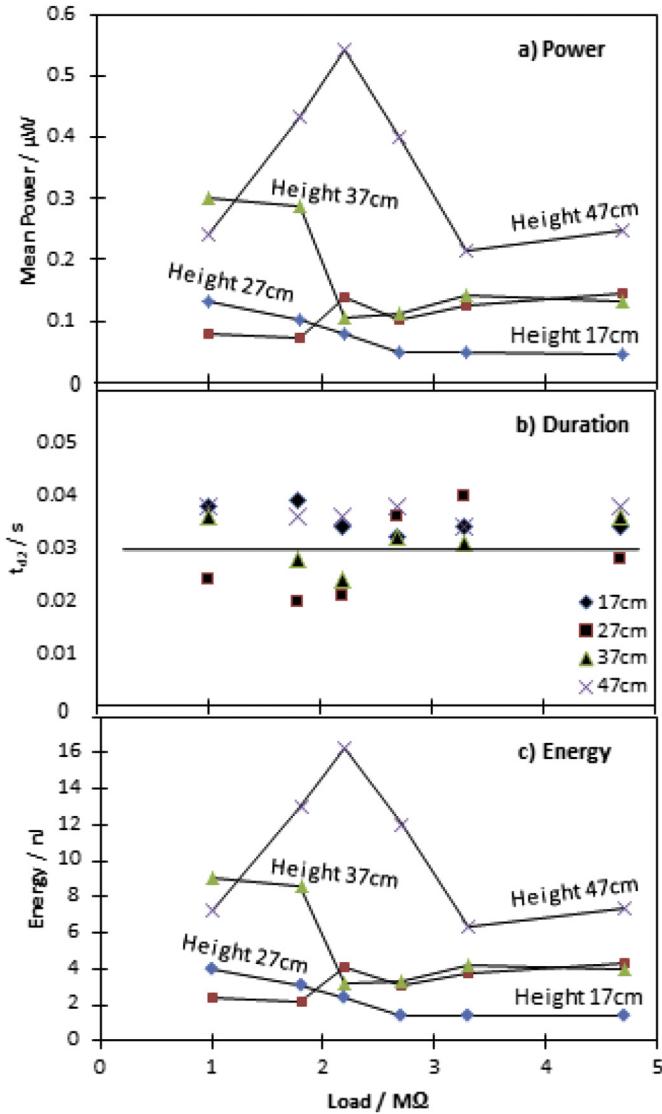 0.6
a) Power
0.5
0.4
0.3
0.2
0.1
0
Mean Power / µW
Height 37cm
Height 47cm
Height 27cm
Height 17cm
b) Duration
0.05
0.04
0.03
0.02
0.01
0
td2 / s
17cm
27cm
37cm
47cm
c) Energy
16
14
12
10
8
6
4
2
0
Energy / nJ
Height 37cm
Height 47cm
Height 27cm
Height 17cm
0 1 2 3 4 5
Load / MΩ